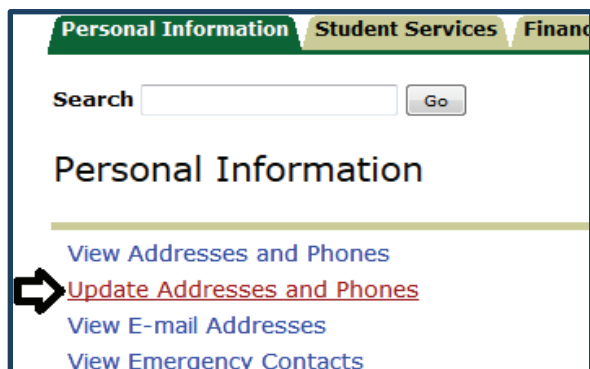 Personal Information Student Services Financ
Search Go
Personal Information
View Addresses and Phones
Update Addresses and Phones
View E-mail Addresses
View Emergency Contacts